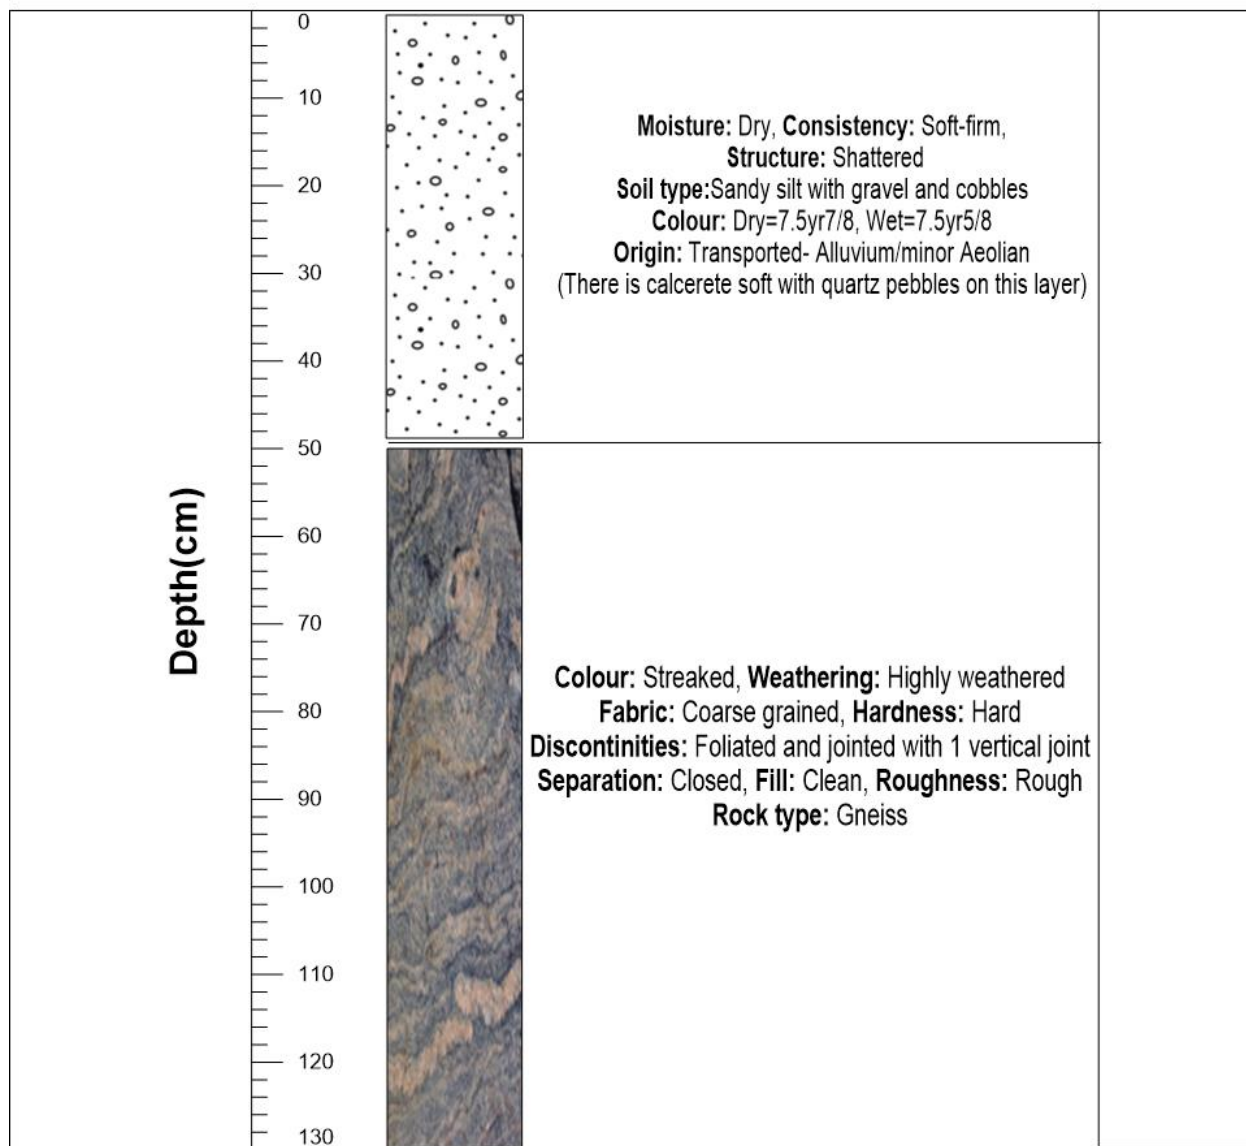 Depth(cm)
0
10
20
30
40
50
60
70
80
90
100
110
120
130
Moisture: Dry, Consistency: Soft-firm,
Structure: Shattered
Soil type:Sandy silt with gravel and cobbles
Colour: Dry=7.5yr7/8, Wet=7.5yr5/8
Origin: Transported- Alluvium/minor Aeolian
(There is calcerete soft with quartz pebbles on this layer)
Colour: Streaked, Weathering: Highly weathered
Fabric: Coarse grained, Hardness: Hard
Discontinities: Foliated and jointed with 1 vertical joint
Separation: Closed, Fill: Clean, Roughness: Rough
Rock type: Gneiss